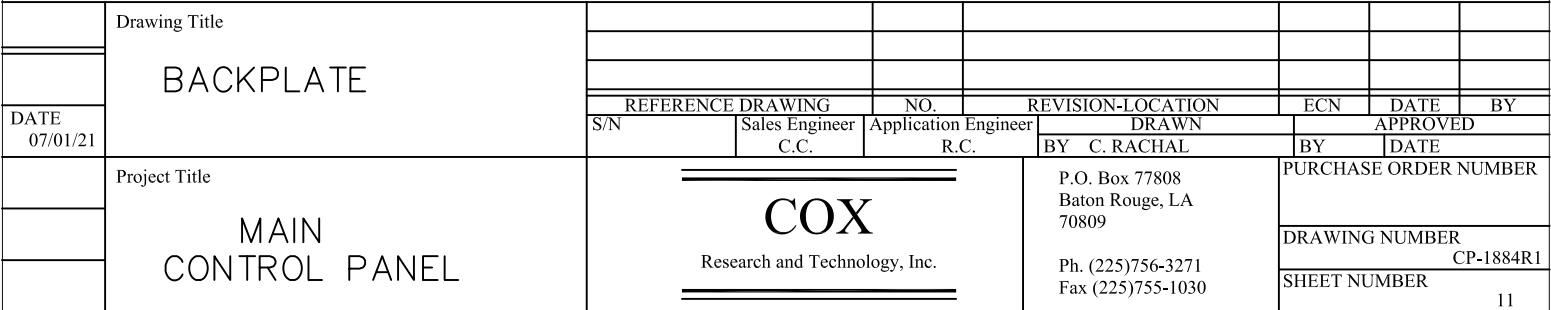 Drawing Title
BACKPLATE
DATE
07/01/21
REFERENCE DRAWING NO. REVISION-LOCATION ECN DATE BY
S/N Sales Engineer Application Engineer DRAWN APPROVED
C.C. R.C. BY C. RACHAL BY DATE
Project Title
MAIN
CONTROL PANEL
COX
Research and Technology, Inc.
P.O. Box 77808
Baton Rouge, LA
70809
Ph. (225)756-3271
Fax (225)755-1030
PURCHASE ORDER NUMBER
DRAWING NUMBER
CP-1884R1
SHEET NUMBER
11